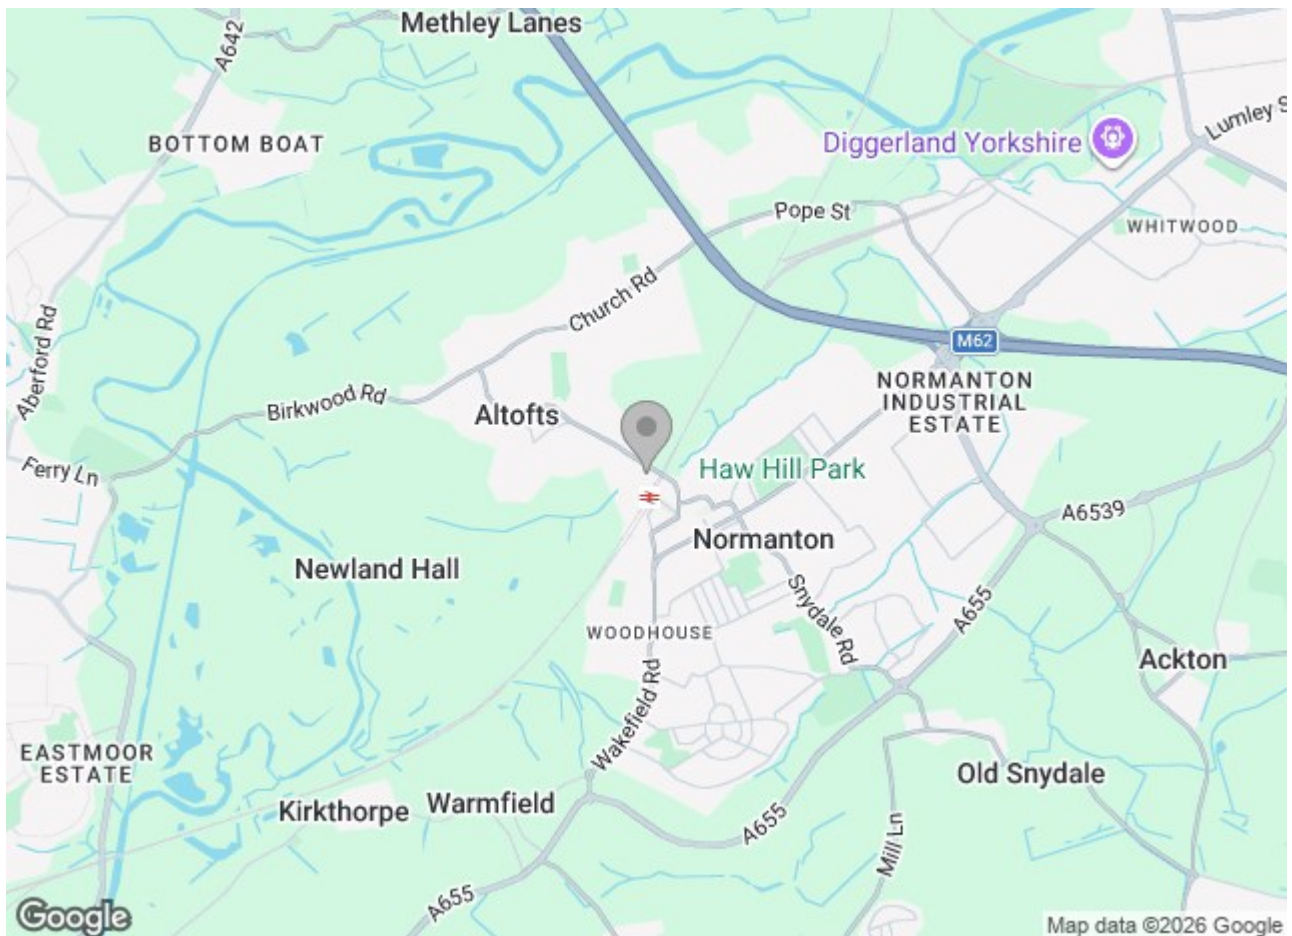 Methley Lanes
A642
BOTTOM BOAT
Diggerland Yorkshire
Lumley S
Pope St
WHITWOOD
Church Rd
Aberford Rd
M62
Birkwood Rd
Altofts
NORMANTON
INDUSTRIAL
ESTATE
Ferry Ln
Haw Hill Park
A6539
Normanton
Newland Hall
Snydale Rd
A655
WOODHOUSE
Ackton
Wakefield Rd
EASTMOOR
ESTATE
Old Snydale
Kirkthorpe
Warmfield
A655
Mill Ln
A655
Google
Map data ©2026 Google